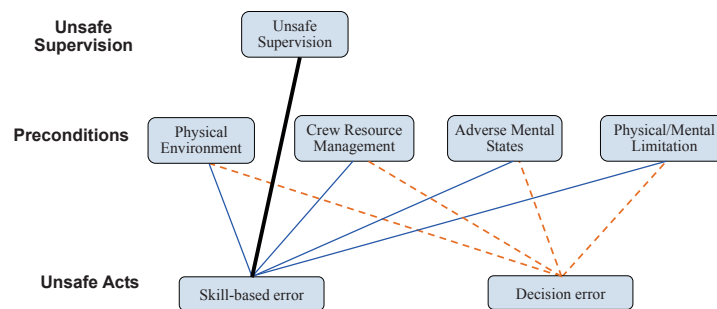 Unsafe
Supervision
Unsafe
Supervision
Preconditions
Physical
Environment
Crew Resource
Management
Adverse Mental
States
Physical/Mental
Limitation
Unsafe Acts
Skill-based error
Decision error